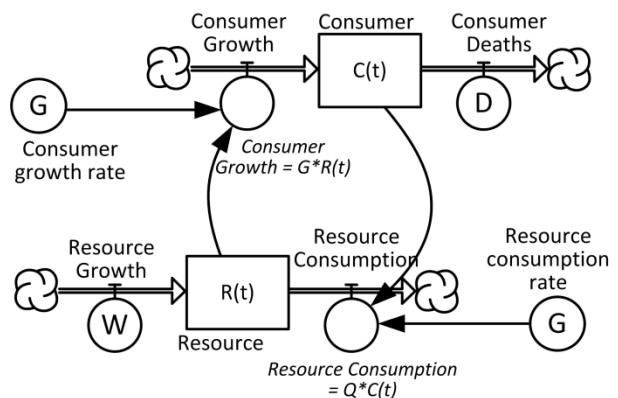 Consumer
Growth
Consumer
C(t)
Consumer
Deaths
G
D
Consumer
growth rate
Consumer
Growth = G*R(t)
Resource
Growth
Resource
Consumption
Resource
consumption
rate
R(t)
W
G
Resource
Resource Consumption
= Q*C(t)